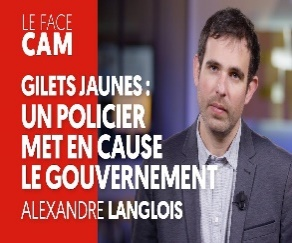 LE FACE
CAM
GILETS JAUNES :
UN POLICIER
MET EN CAUSE
LE GOUVERNEMENT
ALEXANDRE LANGLOIS